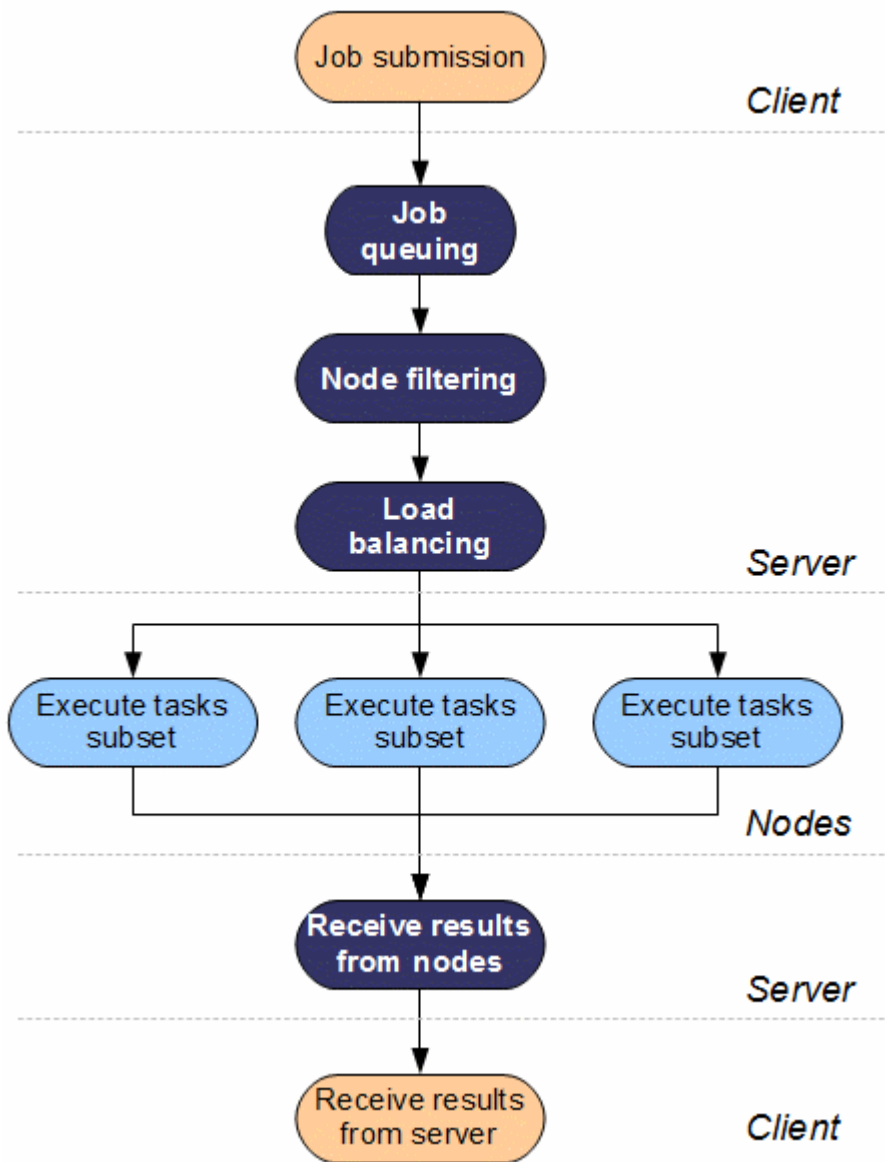 Job submission
Client
Job
queuing
Node filtering
Load
balancing
Server
Execute tasks
subset
Execute tasks
subset
Execute tasks
subset
Nodes
Receive results
from nodes
Server
Receive results
from server
Client